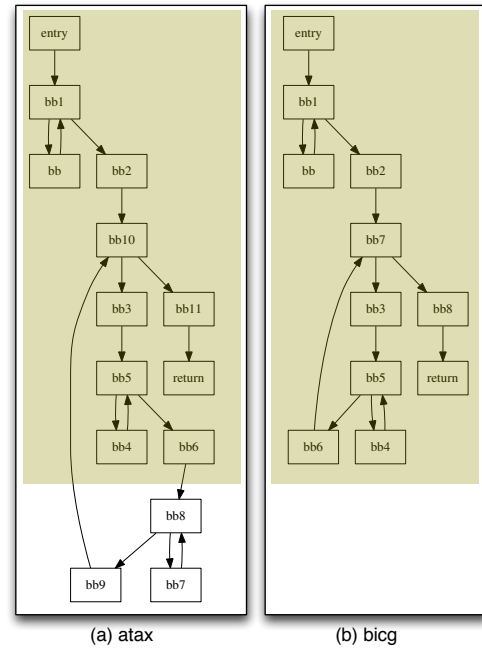 entry
bb1
bb
bb2
bb10
bb3
bb11
bb5
return
bb4
bb6
bb8
bb9
bb7
(a) atax
entry
bb1
bb
bb2
bb7
bb3
bb8
bb5
return
bb6
bb4
(b) bicg